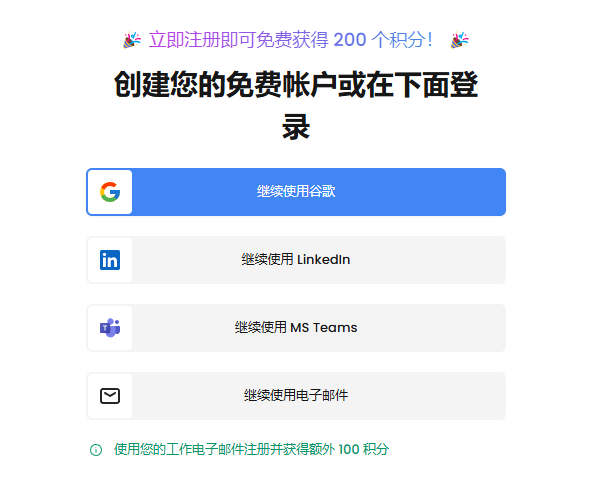 🎉 立即注册即可免费获得 200 个积分！ 🎉
创建您的免费帐户或在下面登
录
继续使用谷歌
继续使用 LinkedIn
继续使用 MS Teams
继续使用电子邮件
使用您的工作电子邮件注册并获得额外 100 积分